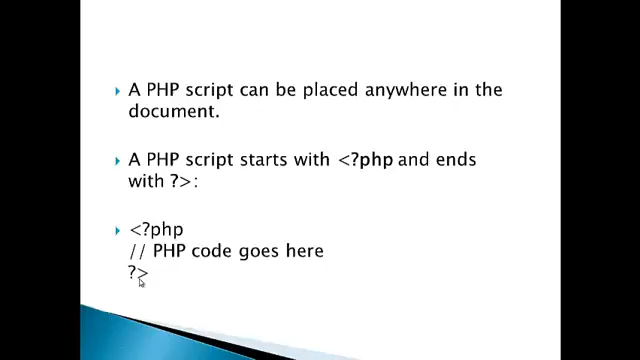 A PHP script can be placed anywhere in the
document.
A PHP script starts with <?php and ends
with ?>:
<?php
// PHP code goes here
?>